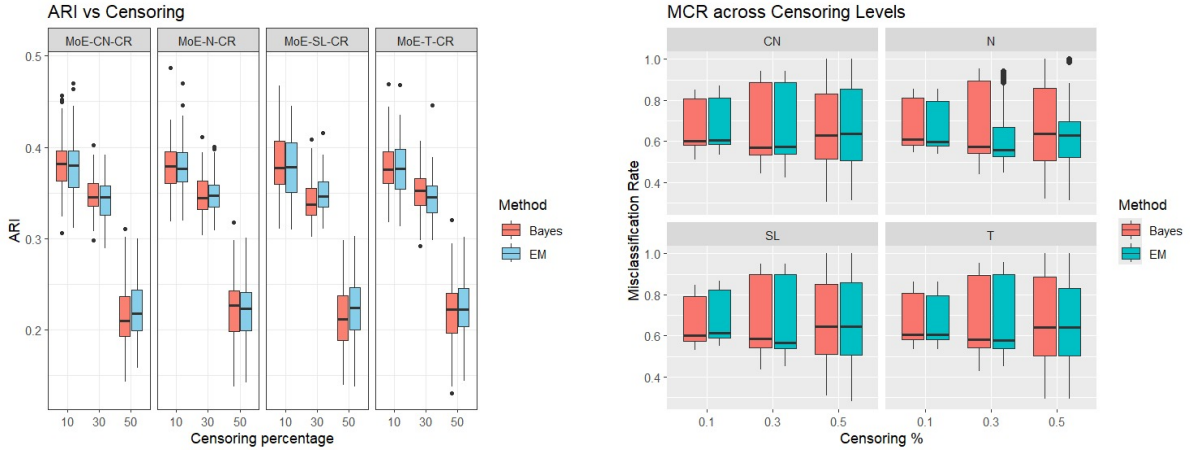 ARI vs Censoring
MoE-CN-CR MoE-N-CR MoE-SL-CR MoE-T-CR
0.5
0.4
0.3
0.2
ARI
10 30 50 10 30 50 10 30 50 10 30 50
Censoring percentage
Method
Bayes
EM
MCR across Censoring Levels
CN N
1.0
0.8
0.6
0.4
SL T
1.0
0.8
0.6
0.4
Misclassification Rate
0.1 0.3 0.5 0.1 0.3 0.5
Censoring %
Method
Bayes
EM